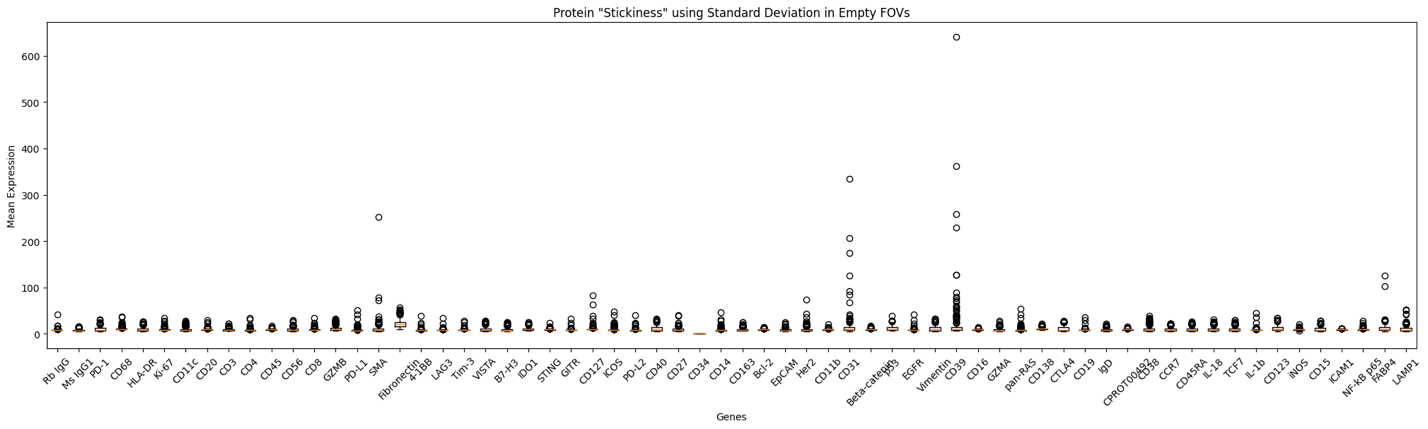 Protein "Stickiness" using Standard Deviation in Empty FOVs
Mean Expression
600
500
400
300
200
100
0
Rb IgG
Ms IgG1
PD-1
CD68
HLA-DR
Ki-67
CD11c
CD20
CD3
CD4
CD45
CD56
CD8
GZMB
PD-L1
SMA
Fibronectin
4-1BB
LAG3
Tim-3
VISTA
B7-H3
IDO1
STING
GITR
CD127
ICOS
PD-L2
CD40
CD27
CD34
CD14
CD163
Bcl-2
EpCAM
Her2
CD11b
CD31
Beta-catenin
p53
EGFR
Vimentin
CD39
CD16
GZMA
pan-RAS
CD138
CTLA4
CD19
IgD
CPROT00492
CD38
CCR7
CD45RA
IL-18
TCF7
IL-1b
CD123
iNOS
CD15
ICAM1
NF-kB p65
FABP4
LAMP1
Genes